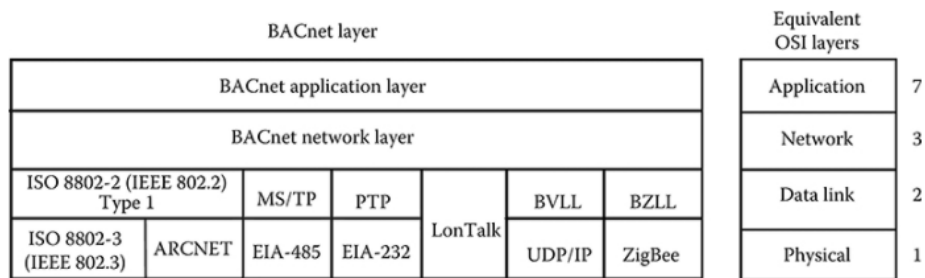 BACnet layer
Equivalent
OSI layers
BACnet application layer
Application 7
BACnet network layer
Network 3
ISO 8802-2 (IEEE 802.2)
Type 1
MS/TP
PTP
LonTalk
BVLL
BZLL
Data link 2
ISO 8802-3
(IEEE 802.3)
ARCNET
EIA-485
EIA-232
UDP/IP
ZigBee
Physical 1